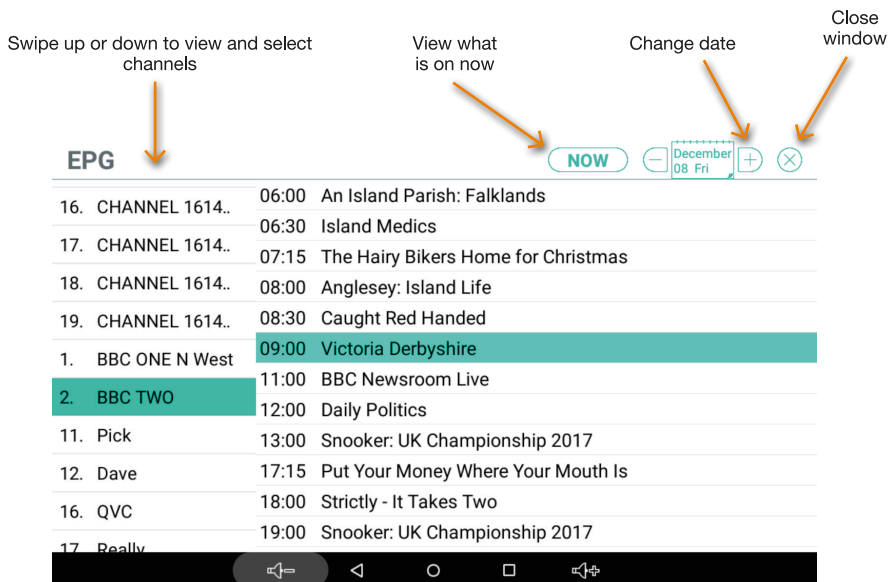 Close
window
Swipe up or down to view and select
channels
View what
is on now
Change date
EPG
NOW
December
08 Fri
16. CHANNEL 1614..
17. CHANNEL 1614..
18. CHANNEL 1614..
19. CHANNEL 1614..
1. BBC ONE N West
2. BBC TWO
11. Pick
12. Dave
16. QVC
17 Really
06:00 An Island Parish: Falklands
06:30 Island Medics
07:15 The Hairy Bikers Home for Christmas
08:00 Anglesey: Island Life
08:30 Caught Red Handed
09:00 Victoria Derbyshire
11:00 BBC Newsroom Live
12:00 Daily Politics
13:00 Snooker: UK Championship 2017
17:15 Put Your Money Where Your Mouth Is
18:00 Strictly - It Takes Two
19:00 Snooker: UK Championship 2017